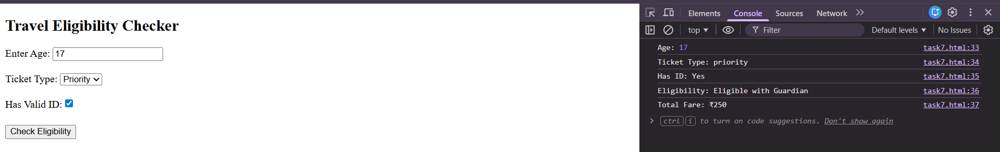 Travel Eligibility Checker
Enter Age: 17
Ticket Type: Priority
Has Valid ID:
Check Eligibility
Elements Console Sources Network
top Filter Default levels No Issues
Age: 17 task7.html:33
Ticket Type: priority task7.html:34
Has ID: Yes task7.html:35
Eligibility: Eligible with Guardian task7.html:36
Total Fare: ₹250 task7.html:37
ctrl i to turn on code suggestions. Don't show again